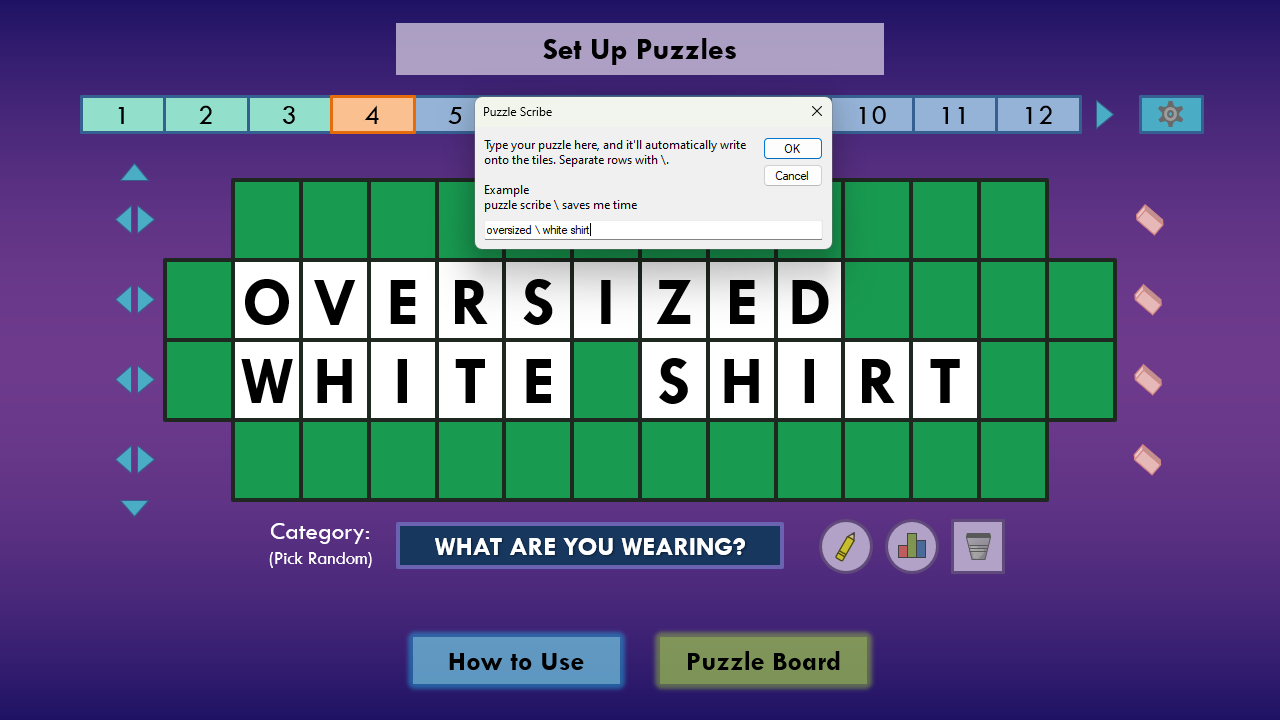 Set Up Puzzles
1 2 3 4 5 10 11 12
Puzzle Scribe
Type your puzzle here, and it'll automatically write
onto the tiles. Separate rows with \.
OK
Cancel
Example
puzzle scribe \ saves me time
oversized \ white shirt
OVERSIZED
WHITE SHIRT
Category:
(Pick Random)
WHAT ARE YOU WEARING?
How to Use
Puzzle Board